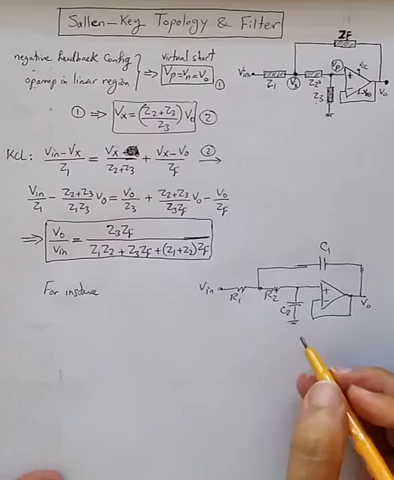 Sallen-Key Topology & Filter
negative Feedback Config
opamp in linear region
virtual short
⇒ Vp=Vn=Vo ①
① ⇒ Vx = (Z2+Z3 / Z3) Vo ②
KCL: Vin-Vx / Z1 = Vx / Z2+Z3 + Vx-Vo / ZF ② →
Vin / Z1 - Z2+Z3 / Z1Z3 Vo = Vo / Z3 + Z2+Z3 / Z3ZF Vo - Vo / ZF
⇒ Vo / Vin = Z3ZF / Z1Z2 + Z3ZF + (Z1+Z2)ZF
For instance
ZF
Vin
Z1
Vx
Z2
Vp
Z3
Vcc
Vo
C1
Vin
R1
R2
C2
Vo